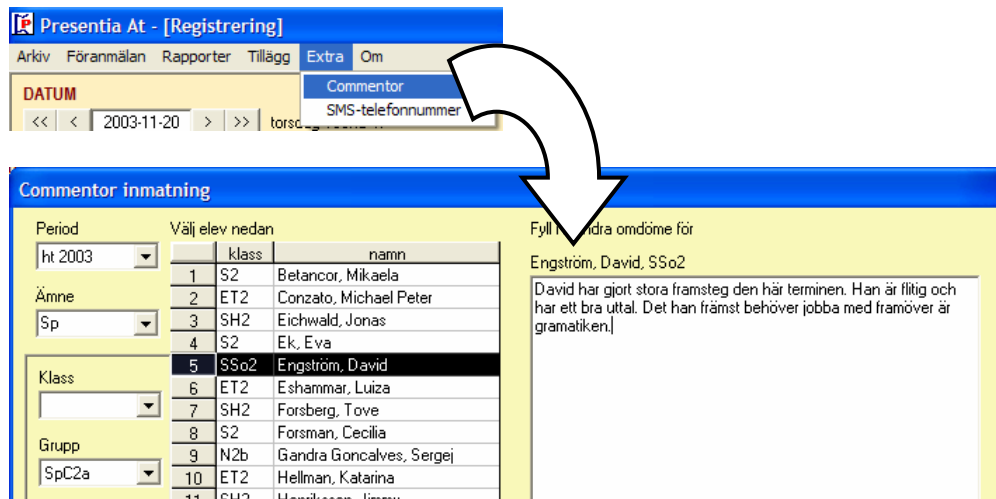 Presentia At - [Registrering]
Arkiv Föranmälan Rapporter Tillägg Extra Om
Commentor
SMS-telefonnummer
DATUM
<< < 2003-11-20 > >>
Commentor inmatning
Period
ht 2003
Ämne
Sp
Klass
Grupp
SpC2a
Välj elev nedan
klass namn
1 S2 Betancor, Mikaela
2 ET2 Conzato, Michael Peter
3 SH2 Eichwald, Jonas
4 S2 Ek, Eva
5 SSo2 Engström, David
6 ET2 Eshammar, Luiza
7 SH2 Forsberg, Tove
8 S2 Forsman, Cecilia
9 N2b Gandra Goncalves, Sergej
10 ET2 Hellman, Katarina
11 SH2
Fyll omdöme för
Engström, David, SSo2
David har gjort stora framsteg den här terminen. Han är flitig och
har ett bra uttal. Det han främst behöver jobba med framöver är
gramatiken.